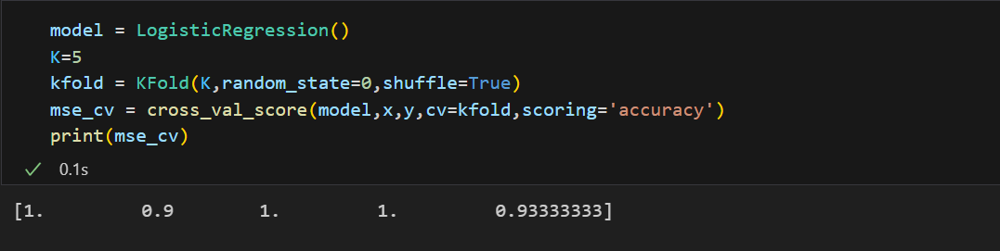 model = LogisticRegression()
K=5
kfold = KFold(K,random_state=0,shuffle=True)
mse_cv = cross_val_score(model,x,y,cv=kfold,scoring='accuracy')
print(mse_cv)
0.1s
[1. 0.9 1. 1. 0.93333333]